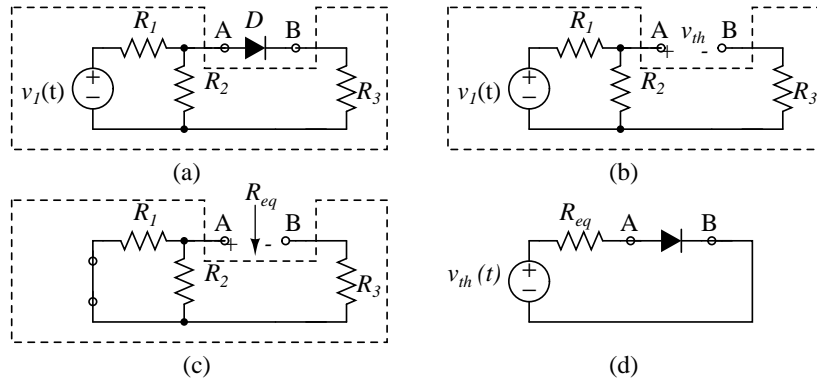 R1 A D B
v1(t) R2 R3
(a)
R1 A vth B
+ -
v1(t) R2 R3
(b)
Req
R1 A B
+ -
R2 R3
(c)
Req A B
vth (t)
(d)